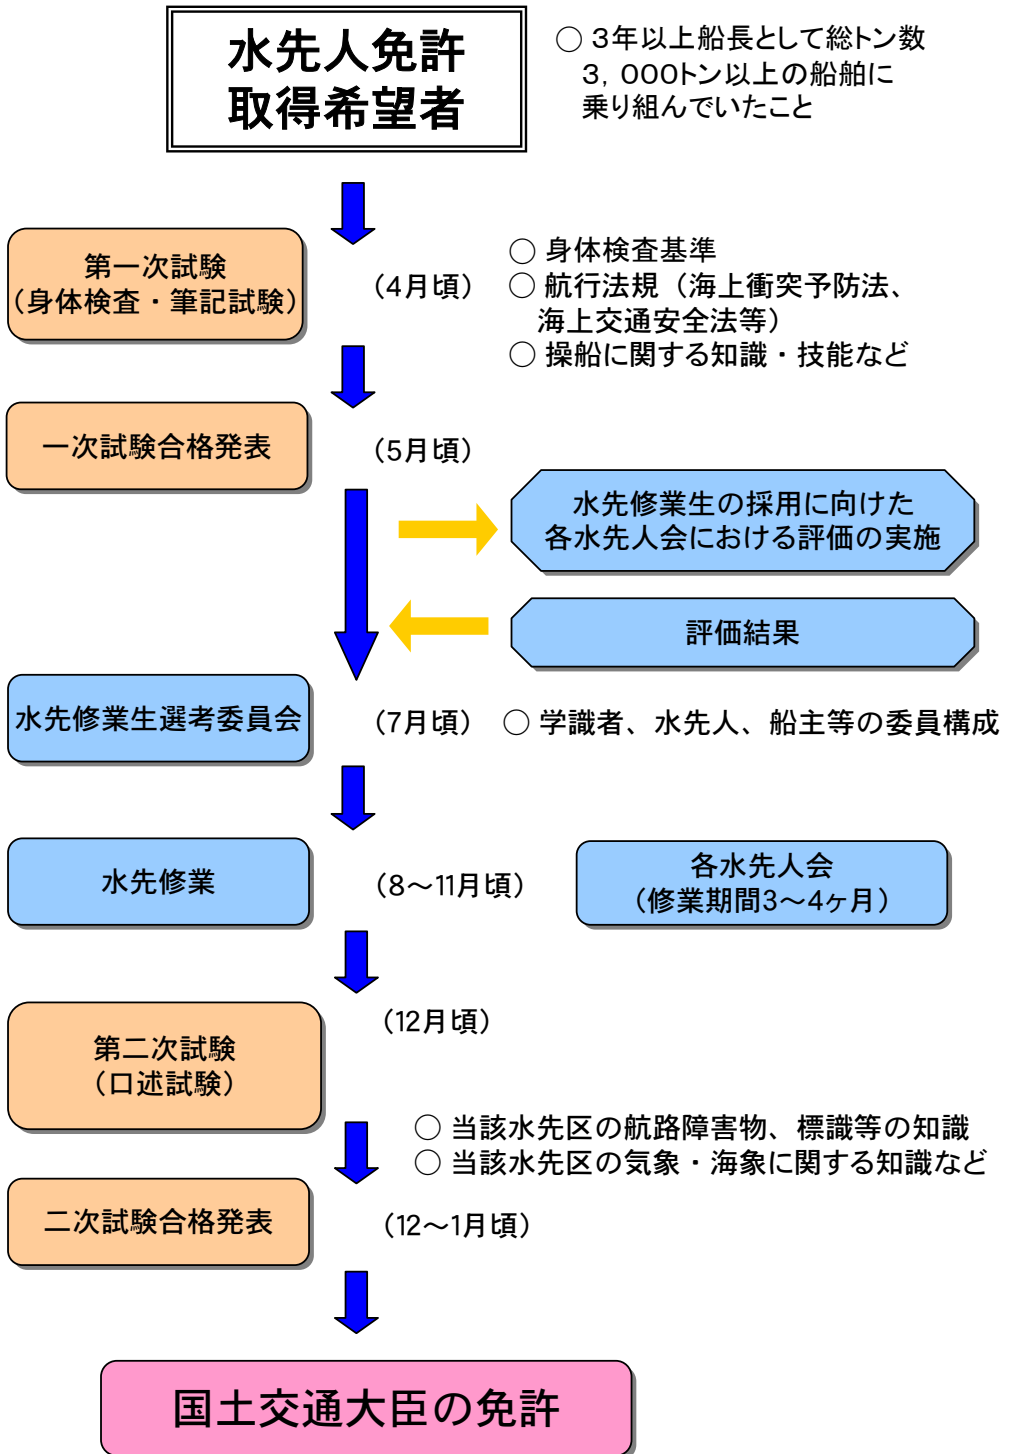 水先人免許
取得希望者
○ 3年以上船長として総トン数
3，000トン以上の船舶に
乗り組んでいたこと
第一次試験
（身体検査・筆記試験）
（4月頃）
○ 身体検査基準
○ 航行法規（海上衝突予防法、
海上交通安全法等）
○ 操船に関する知識・技能など
一次試験合格発表
（5月頃）
水先修業生の採用に向けた
各水先人会における評価の実施
評価結果
水先修業生選考委員会
（7月頃）
○ 学識者、水先人、船主等の委員構成
水先修業
（8～11月頃）
各水先人会
（修業期間3～4ヶ月）
（12月頃）
第二次試験
（口述試験）
○ 当該水先区の航路障害物、標識等の知識
○ 当該水先区の気象・海象に関する知識など
二次試験合格発表
（12～1月頃）
国土交通大臣の免許